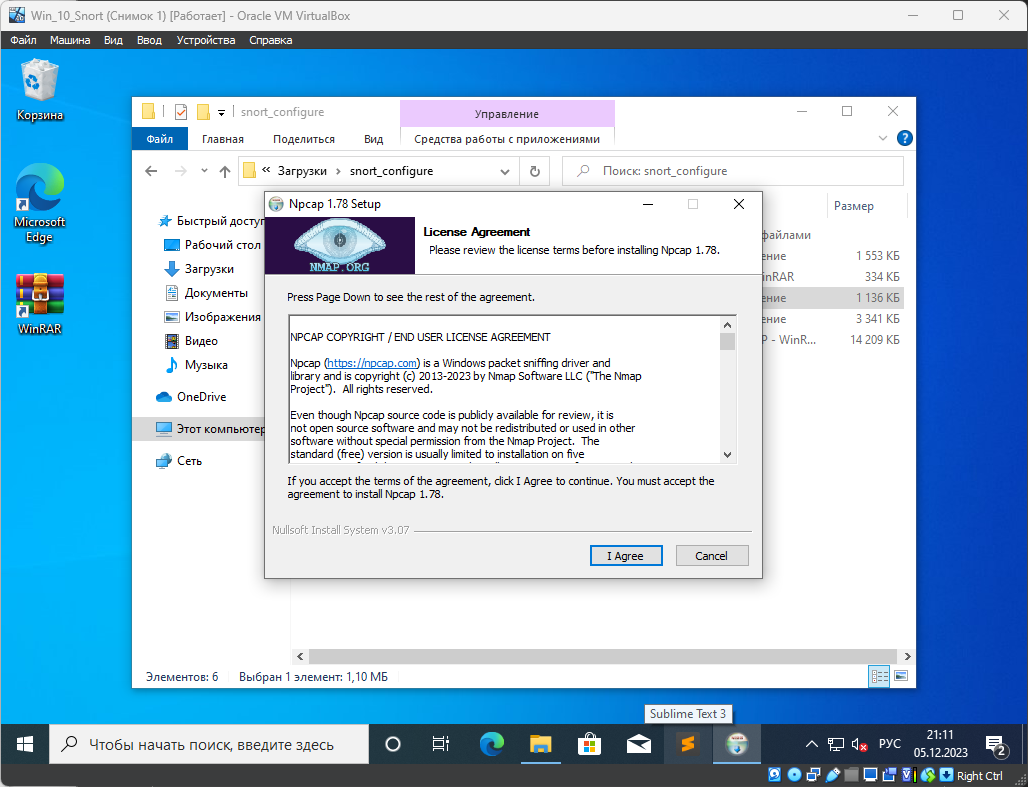 Win_10_Snort (Снимок 1) [Работает] - Oracle VM VirtualBox
Файл Машина Вид Ввод Устройства Справка
Корзина
Microsoft
Edge
WinRAR
snort_configure
Управление
Файл Главная Поделиться Вид Средства работы с приложениями
« Загрузки › snort_configure
Поиск: snort_configure
Быстрый доступ
Рабочий стол
Загрузки
Документы
Изображения
Видео
Музыка
OneDrive
Этот компьютер
Сеть
Размер
файлами
ение 1 553 КБ
inRAR 334 КБ
ение 1 136 КБ
ение 3 341 КБ
P - WinR... 14 209 КБ
Npcap 1.78 Setup
NMAP.ORG
License Agreement
Please review the license terms before installing Npcap 1.78.
Press Page Down to see the rest of the agreement.
NPCAP COPYRIGHT / END USER LICENSE AGREEMENT
Npcap (https://npcap.com) is a Windows packet sniffing driver and
library and is copyright (c) 2013-2023 by Nmap Software LLC ("The Nmap
Project").  All rights reserved.
Even though Npcap source code is publicly available for review, it is
not open source software and may not be redistributed or used in other
software without special permission from the Nmap Project.  The
standard (free) version is usually limited to installation on five
If you accept the terms of the agreement, click I Agree to continue. You must accept the
agreement to install Npcap 1.78.
Nullsoft Install System v3.07
I Agree Cancel
Элементов: 6 Выбран 1 элемент: 1,10 МБ
Sublime Text 3
Чтобы начать поиск, введите здесь
РУС
21:11
05.12.2023
2
Right Ctrl